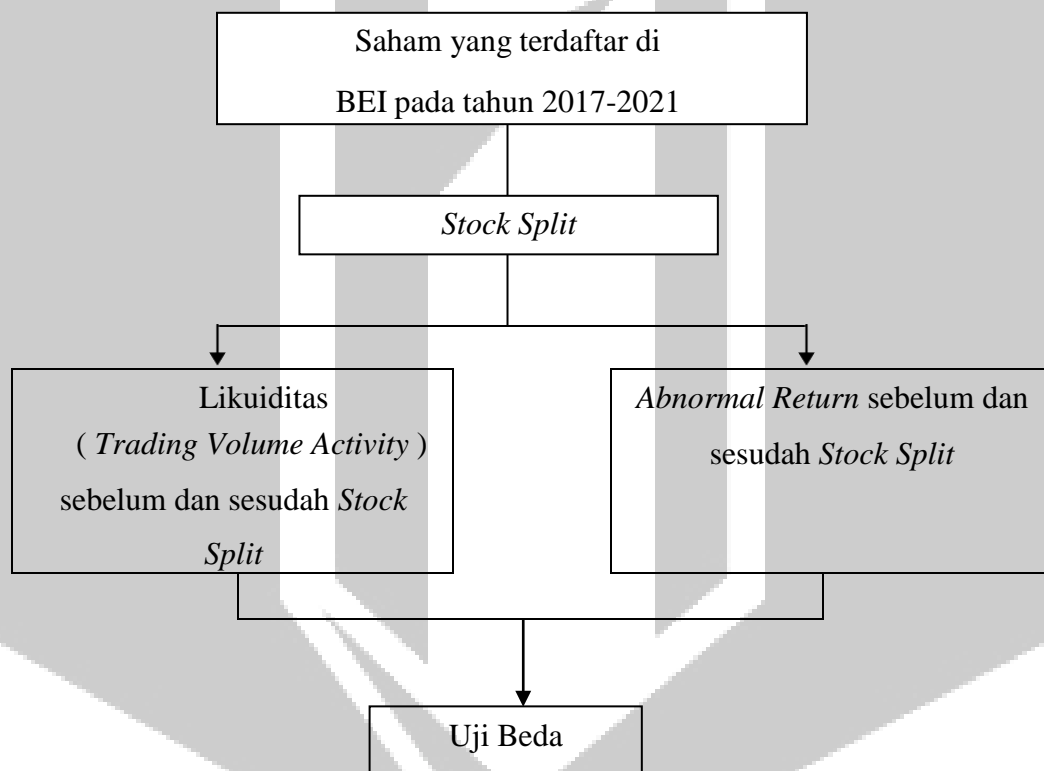 Saham yang terdaftar di
BEI pada tahun 2017-2021
Stock Split
Likuiditas
( Trading Volume Activity )
sebelum dan sesudah Stock
Split
Abnormal Return sebelum dan
sesudah Stock Split
Uji Beda